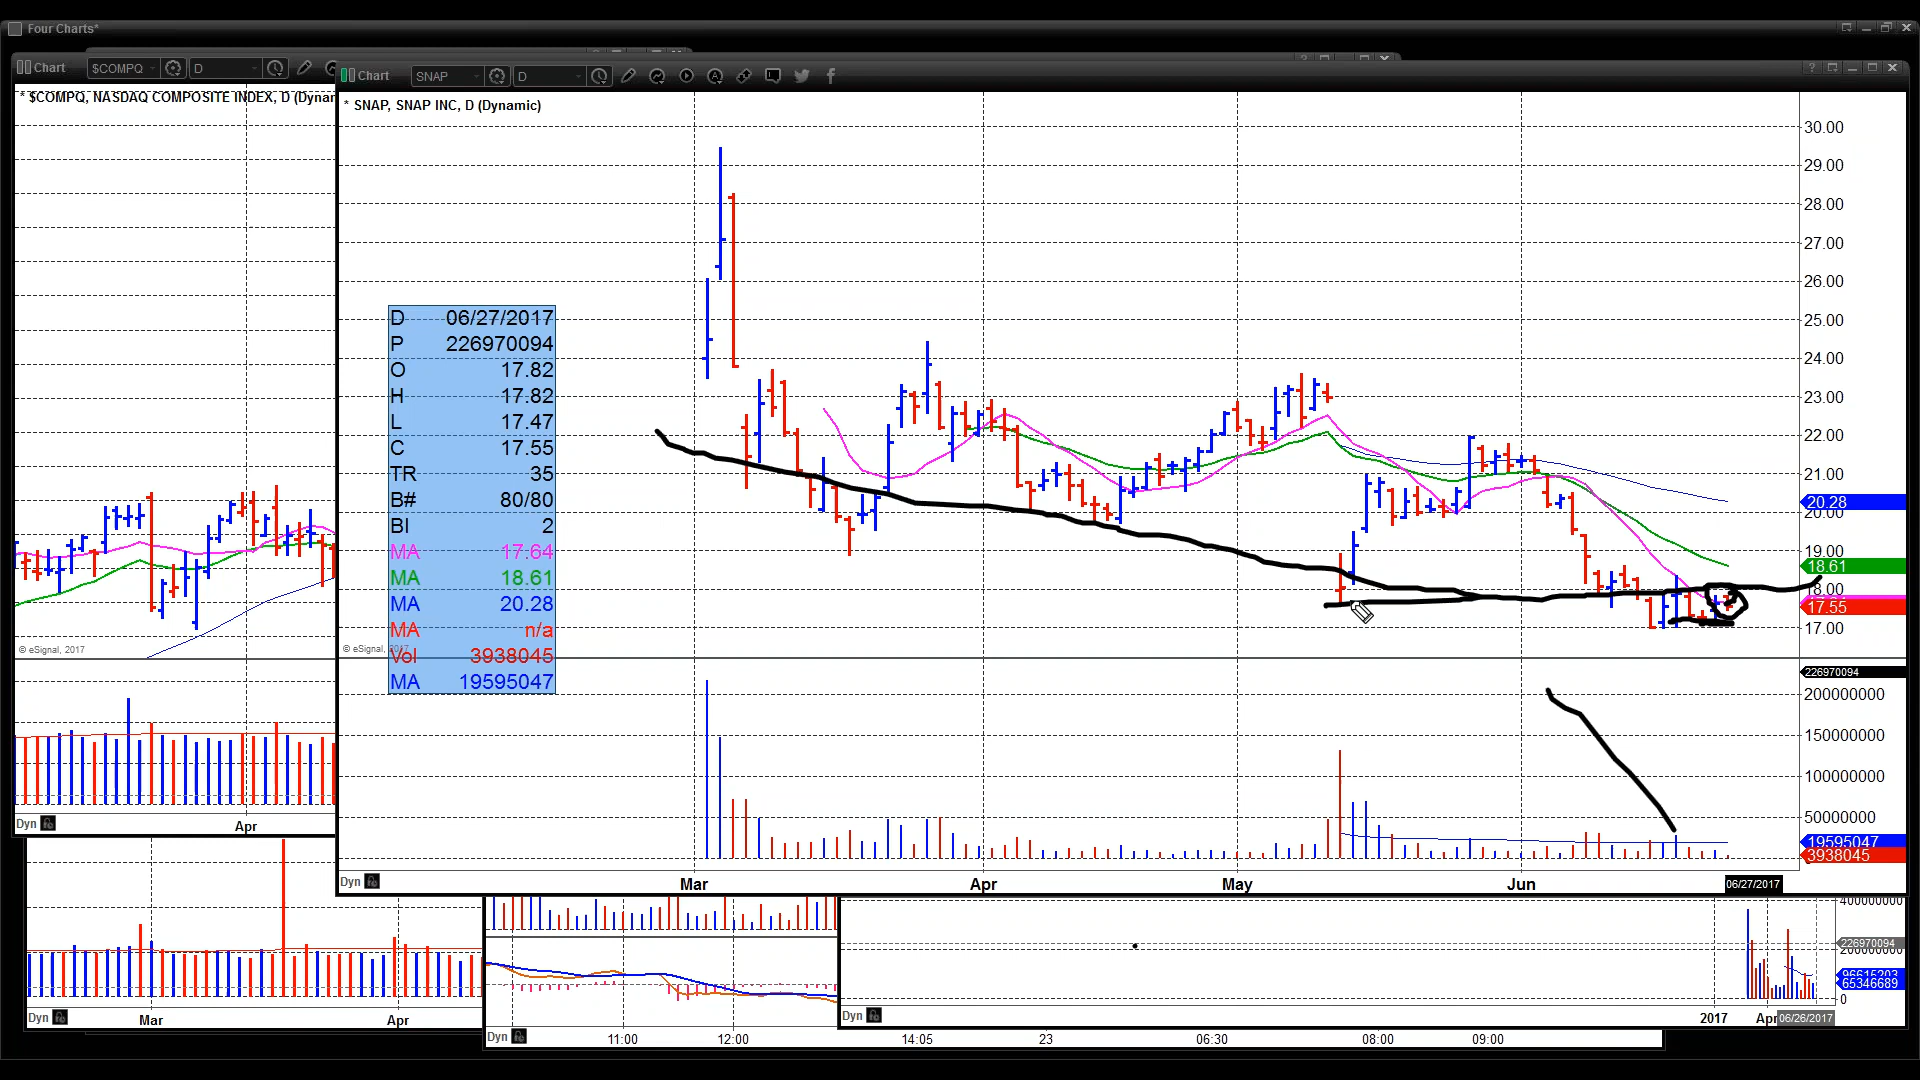 Four Charts*
Chart $COMPQ D
* $COMPQ, NASDAQ COMPOSITE INDEX, D (Dynar
Chart SNAP D
* SNAP, SNAP INC, D (Dynamic)
30.00
29.00
28.00
27.00
26.00
25.00
24.00
23.00
22.00
21.00
20.28
20.00
19.00
18.61
18.00
17.55
17.00
D 06/27/2017
P 226970094
O 17.82
H 17.82
L 17.47
C 17.55
TR 35
B# 80/80
BI 2
MA 17.64
MA 18.61
MA 20.28
MA n/a
Vol 3938045
MA 19595047
© eSignal, 2017
© eSignal, 2017
226970094
200000000
150000000
100000000
50000000
19595047
3938045
Dyn
Apr
Dyn
Mar
Apr
May
Jun
06/27/2017
400000000
226970094
200000000
96615203
65346689
0
Dyn
2017
Apr
06/26/2017
Dyn
Mar
Apr
Dyn
11:00
12:00
14:05
23
06:30
08:00
09:00